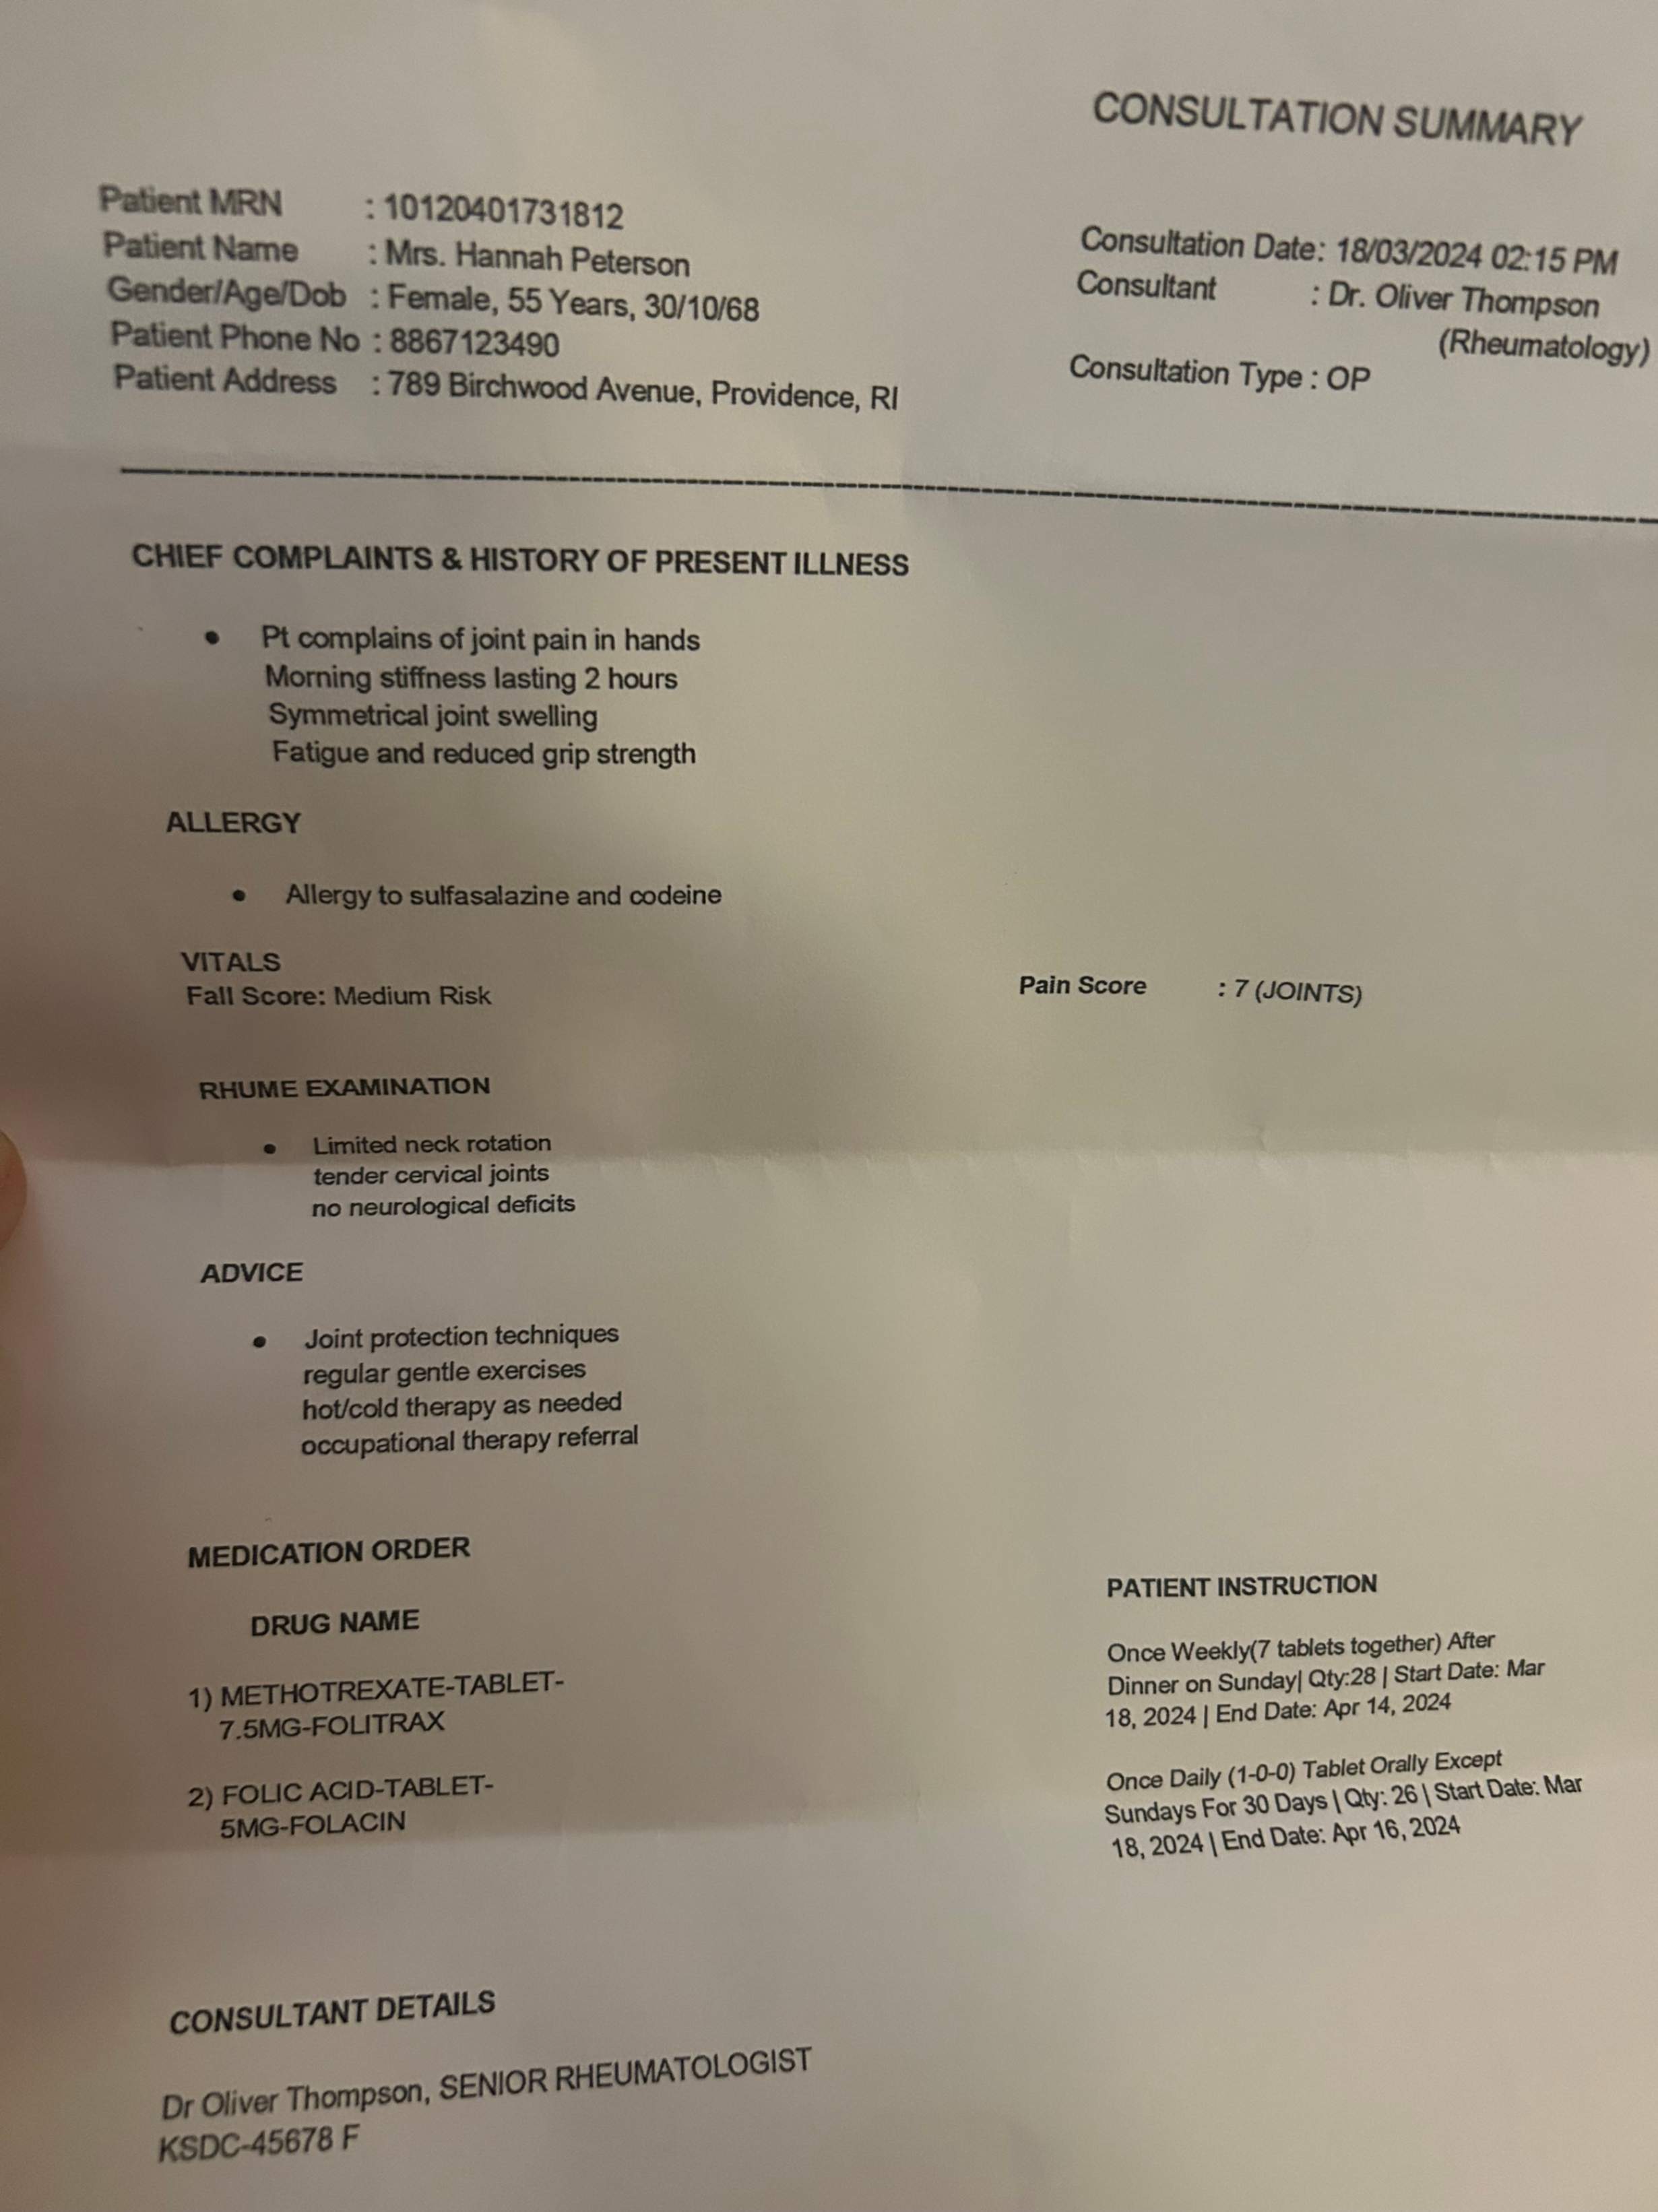 CONSULTATION SUMMARY
Patient MRN : 10120401731812
Patient Name : Mrs. Hannah Peterson
Gender/Age/Dob : Female, 55 Years, 30/10/68
Patient Phone No : 8867123490
Patient Address : 789 Birchwood Avenue, Providence, RI
Consultation Date: 18/03/2024 02:15 PM
Consultant : Dr. Oliver Thompson
(Rheumatology)
Consultation Type : OP
CHIEF COMPLAINTS & HISTORY OF PRESENT ILLNESS
• Pt complains of joint pain in hands
Morning stiffness lasting 2 hours
Symmetrical joint swelling
Fatigue and reduced grip strength
ALLERGY
• Allergy to sulfasalazine and codeine
VITALS
Fall Score: Medium Risk
Pain Score : 7 (JOINTS)
RHUME EXAMINATION
• Limited neck rotation
tender cervical joints
no neurological deficits
ADVICE
• Joint protection techniques
regular gentle exercises
hot/cold therapy as needed
occupational therapy referral
MEDICATION ORDER
DRUG NAME
PATIENT INSTRUCTION
1) METHOTREXATE-TABLET-
7.5MG-FOLITRAX
Once Weekly(7 tablets together) After
Dinner on Sunday| Qty:28 | Start Date: Mar
18, 2024 | End Date: Apr 14, 2024
2) FOLIC ACID-TABLET-
5MG-FOLACIN
Once Daily (1-0-0) Tablet Orally Except
Sundays For 30 Days | Qty: 26 | Start Date: Mar
18, 2024 | End Date: Apr 16, 2024
CONSULTANT DETAILS
Dr Oliver Thompson, SENIOR RHEUMATOLOGIST
KSDC-45678 F